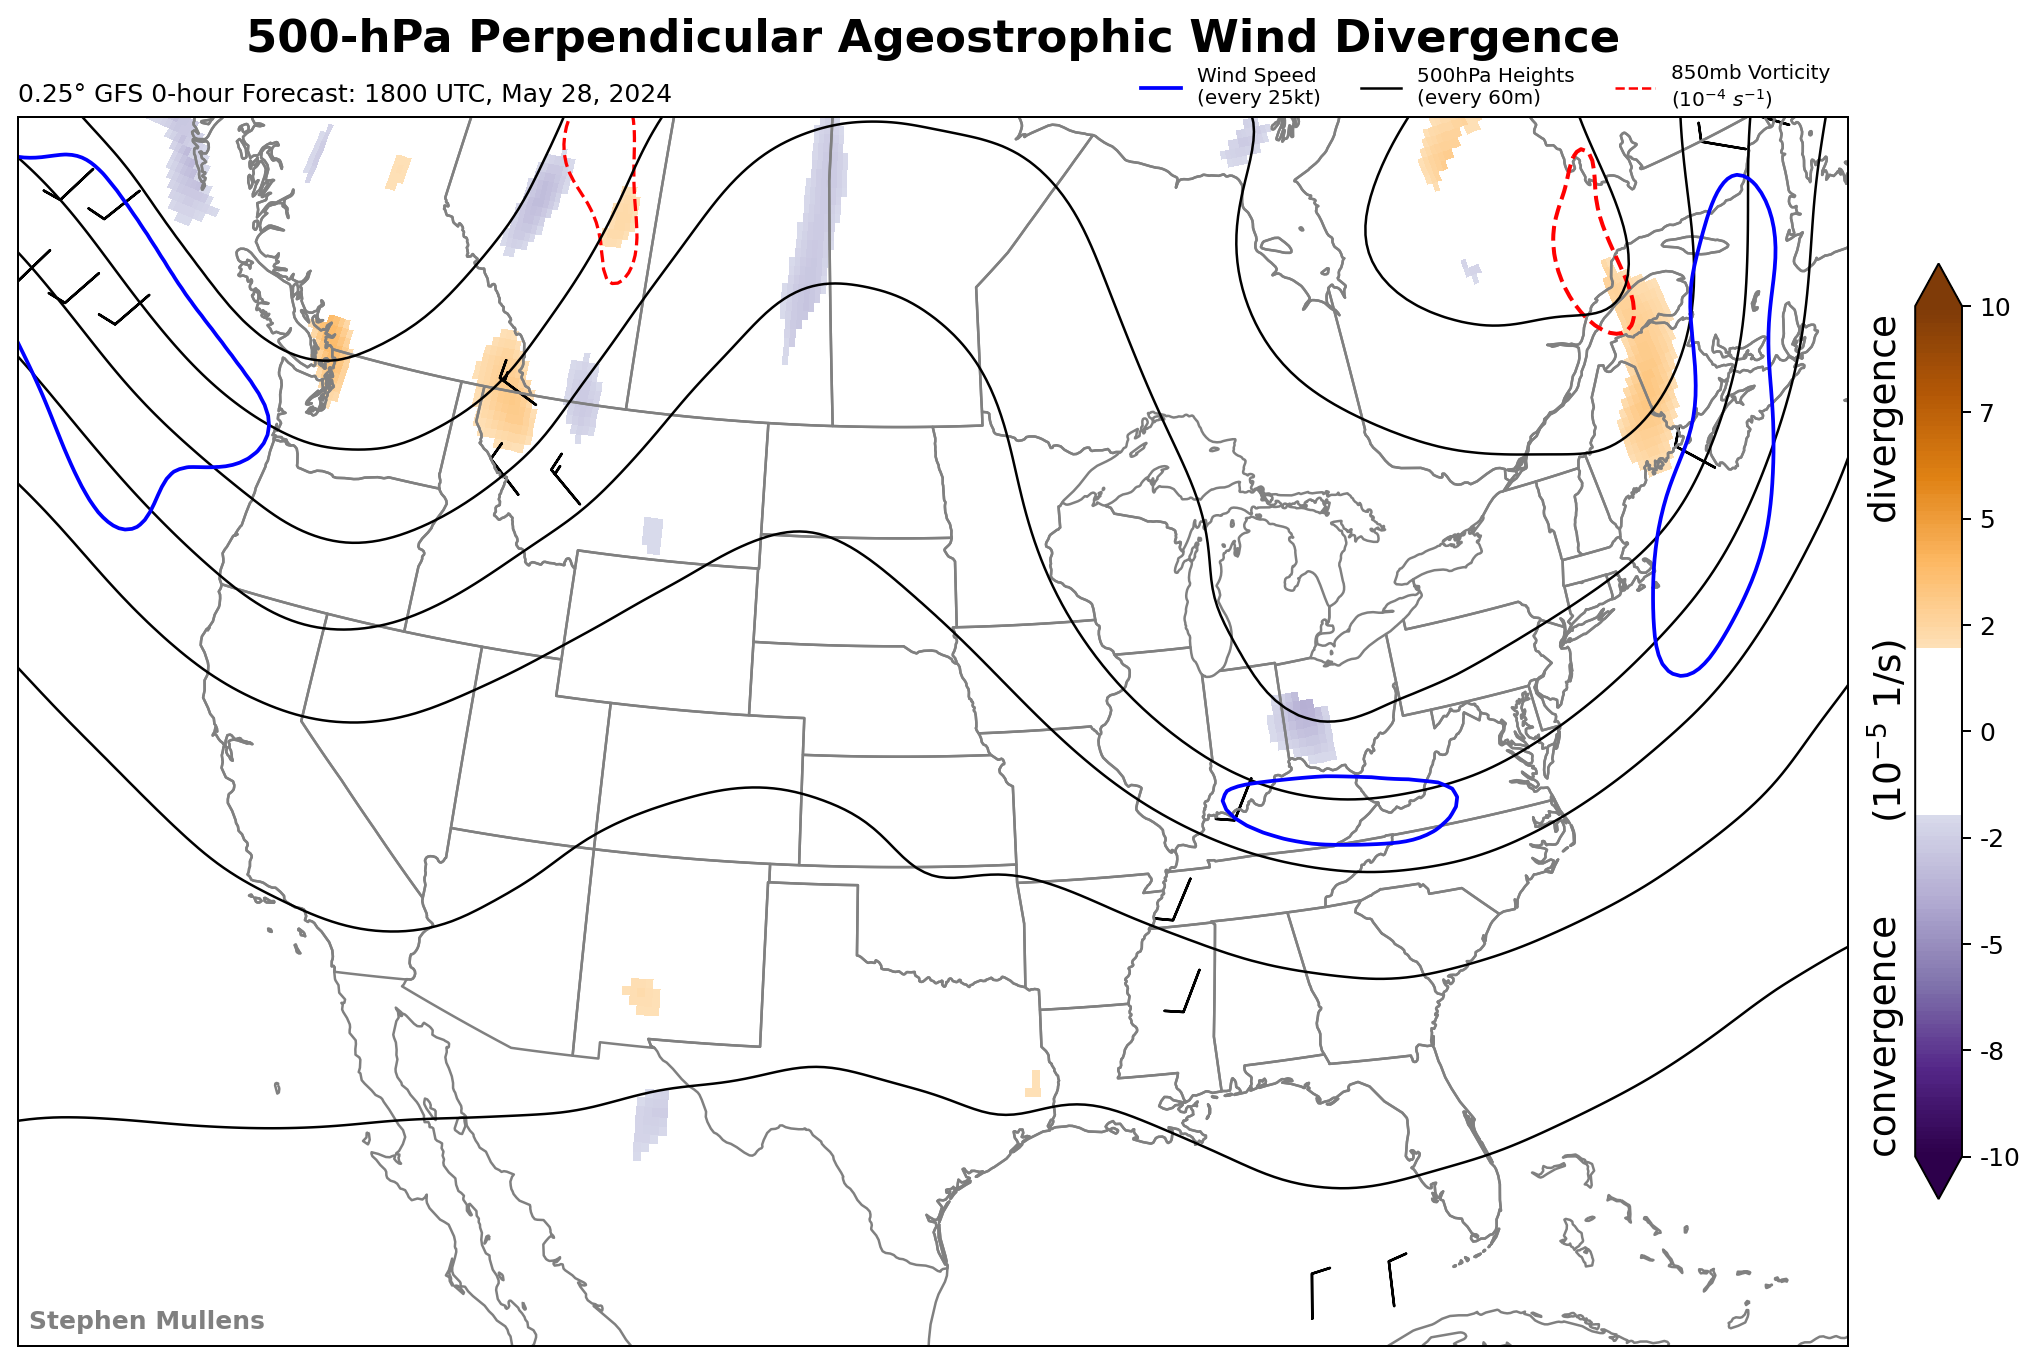 500-hPa Perpendicular Ageostrophic Wind Divergence
0.25° GFS 0-hour Forecast: 1800 UTC, May 28, 2024
Wind Speed
(every 25kt)
500hPa Heights
(every 60m)
850mb Vorticity
(10⁻⁴ s⁻¹)
10
7
5
2
0
-2
-5
-8
-10
convergence (10⁻⁵ 1/s) divergence
Stephen Mullens